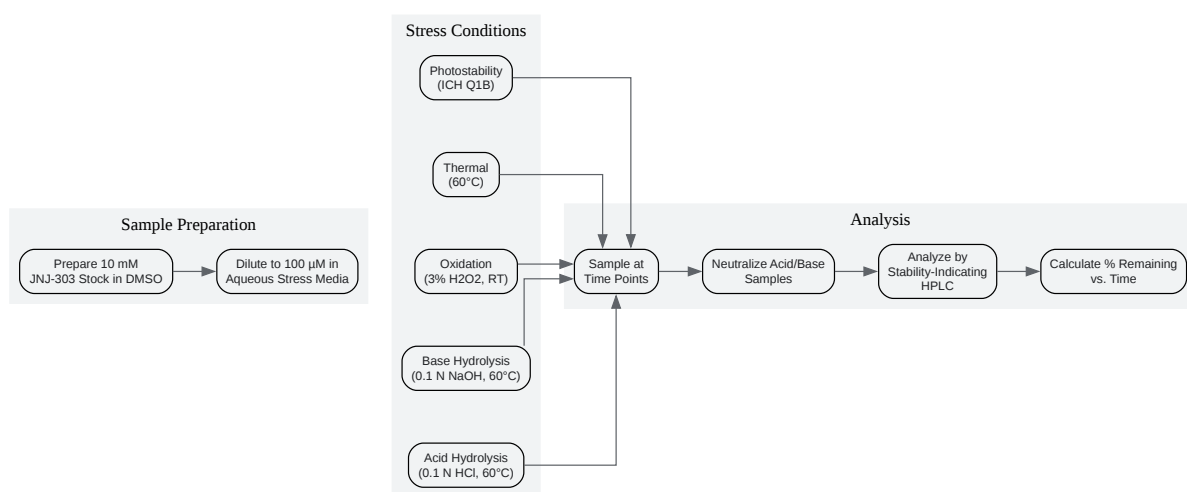 Sample Preparation
Prepare 10 mM
JNJ-303 Stock in DMSO
Dilute to 100 µM in
Aqueous Stress Media
Stress Conditions
Photostability
(ICH Q1B)
Thermal
(60°C)
Oxidation
(3% H2O2, RT)
Base Hydrolysis
(0.1 N NaOH, 60°C)
Acid Hydrolysis
(0.1 N HCl, 60°C)
Analysis
Sample at
Time Points
Neutralize Acid/Base
Samples
Analyze by
Stability-Indicating
HPLC
Calculate % Remaining
vs. Time